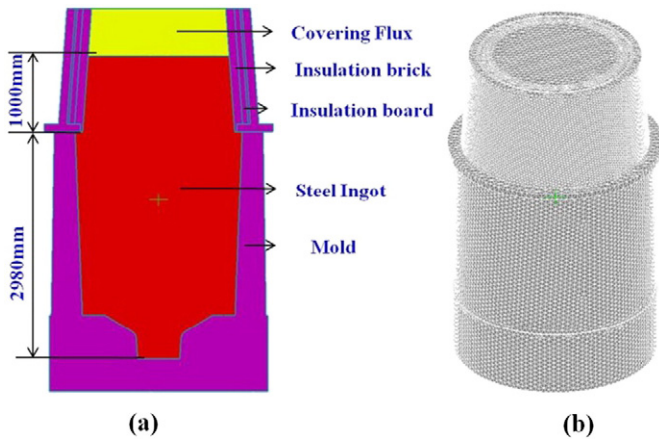 Covering Flux
Insulation brick
Insulation board
1000mm
Steel Ingot
Mold
2980mm
(a)
(b)